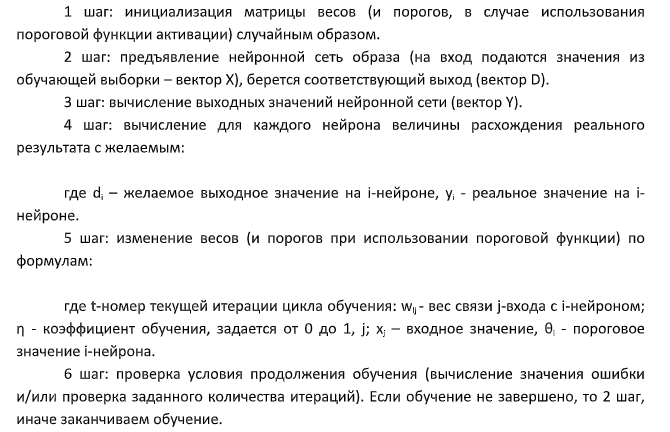 1 шаг: инициализация матрицы весов (и порогов, в случае использования
пороговой функции активации) случайным образом.
2 шаг: предъявление нейронной сеть образа (на вход подаются значения из
обучающей выборки – вектор X), берется соответствующий выход (вектор D).
3 шаг: вычисление выходных значений нейронной сети (вектор Y).
4 шаг: вычисление для каждого нейрона величины расхождения реального
результата с желаемым:
где dᵢ – желаемое выходное значение на i-нейроне, yᵢ - реальное значение на i-
нейроне.
5 шаг: изменение весов (и порогов при использовании пороговой функции) по
формулам:
где t-номер текущей итерации цикла обучения: wᵢⱼ - вес связи j-входа с i-нейроном;
η - коэффициент обучения, задается от 0 до 1, j; xⱼ – входное значение, θᵢ - пороговое
значение i-нейрона.
6 шаг: проверка условия продолжения обучения (вычисление значения ошибки
и/или проверка заданного количества итераций). Если обучение не завершено, то 2 шаг,
иначе заканчиваем обучение.